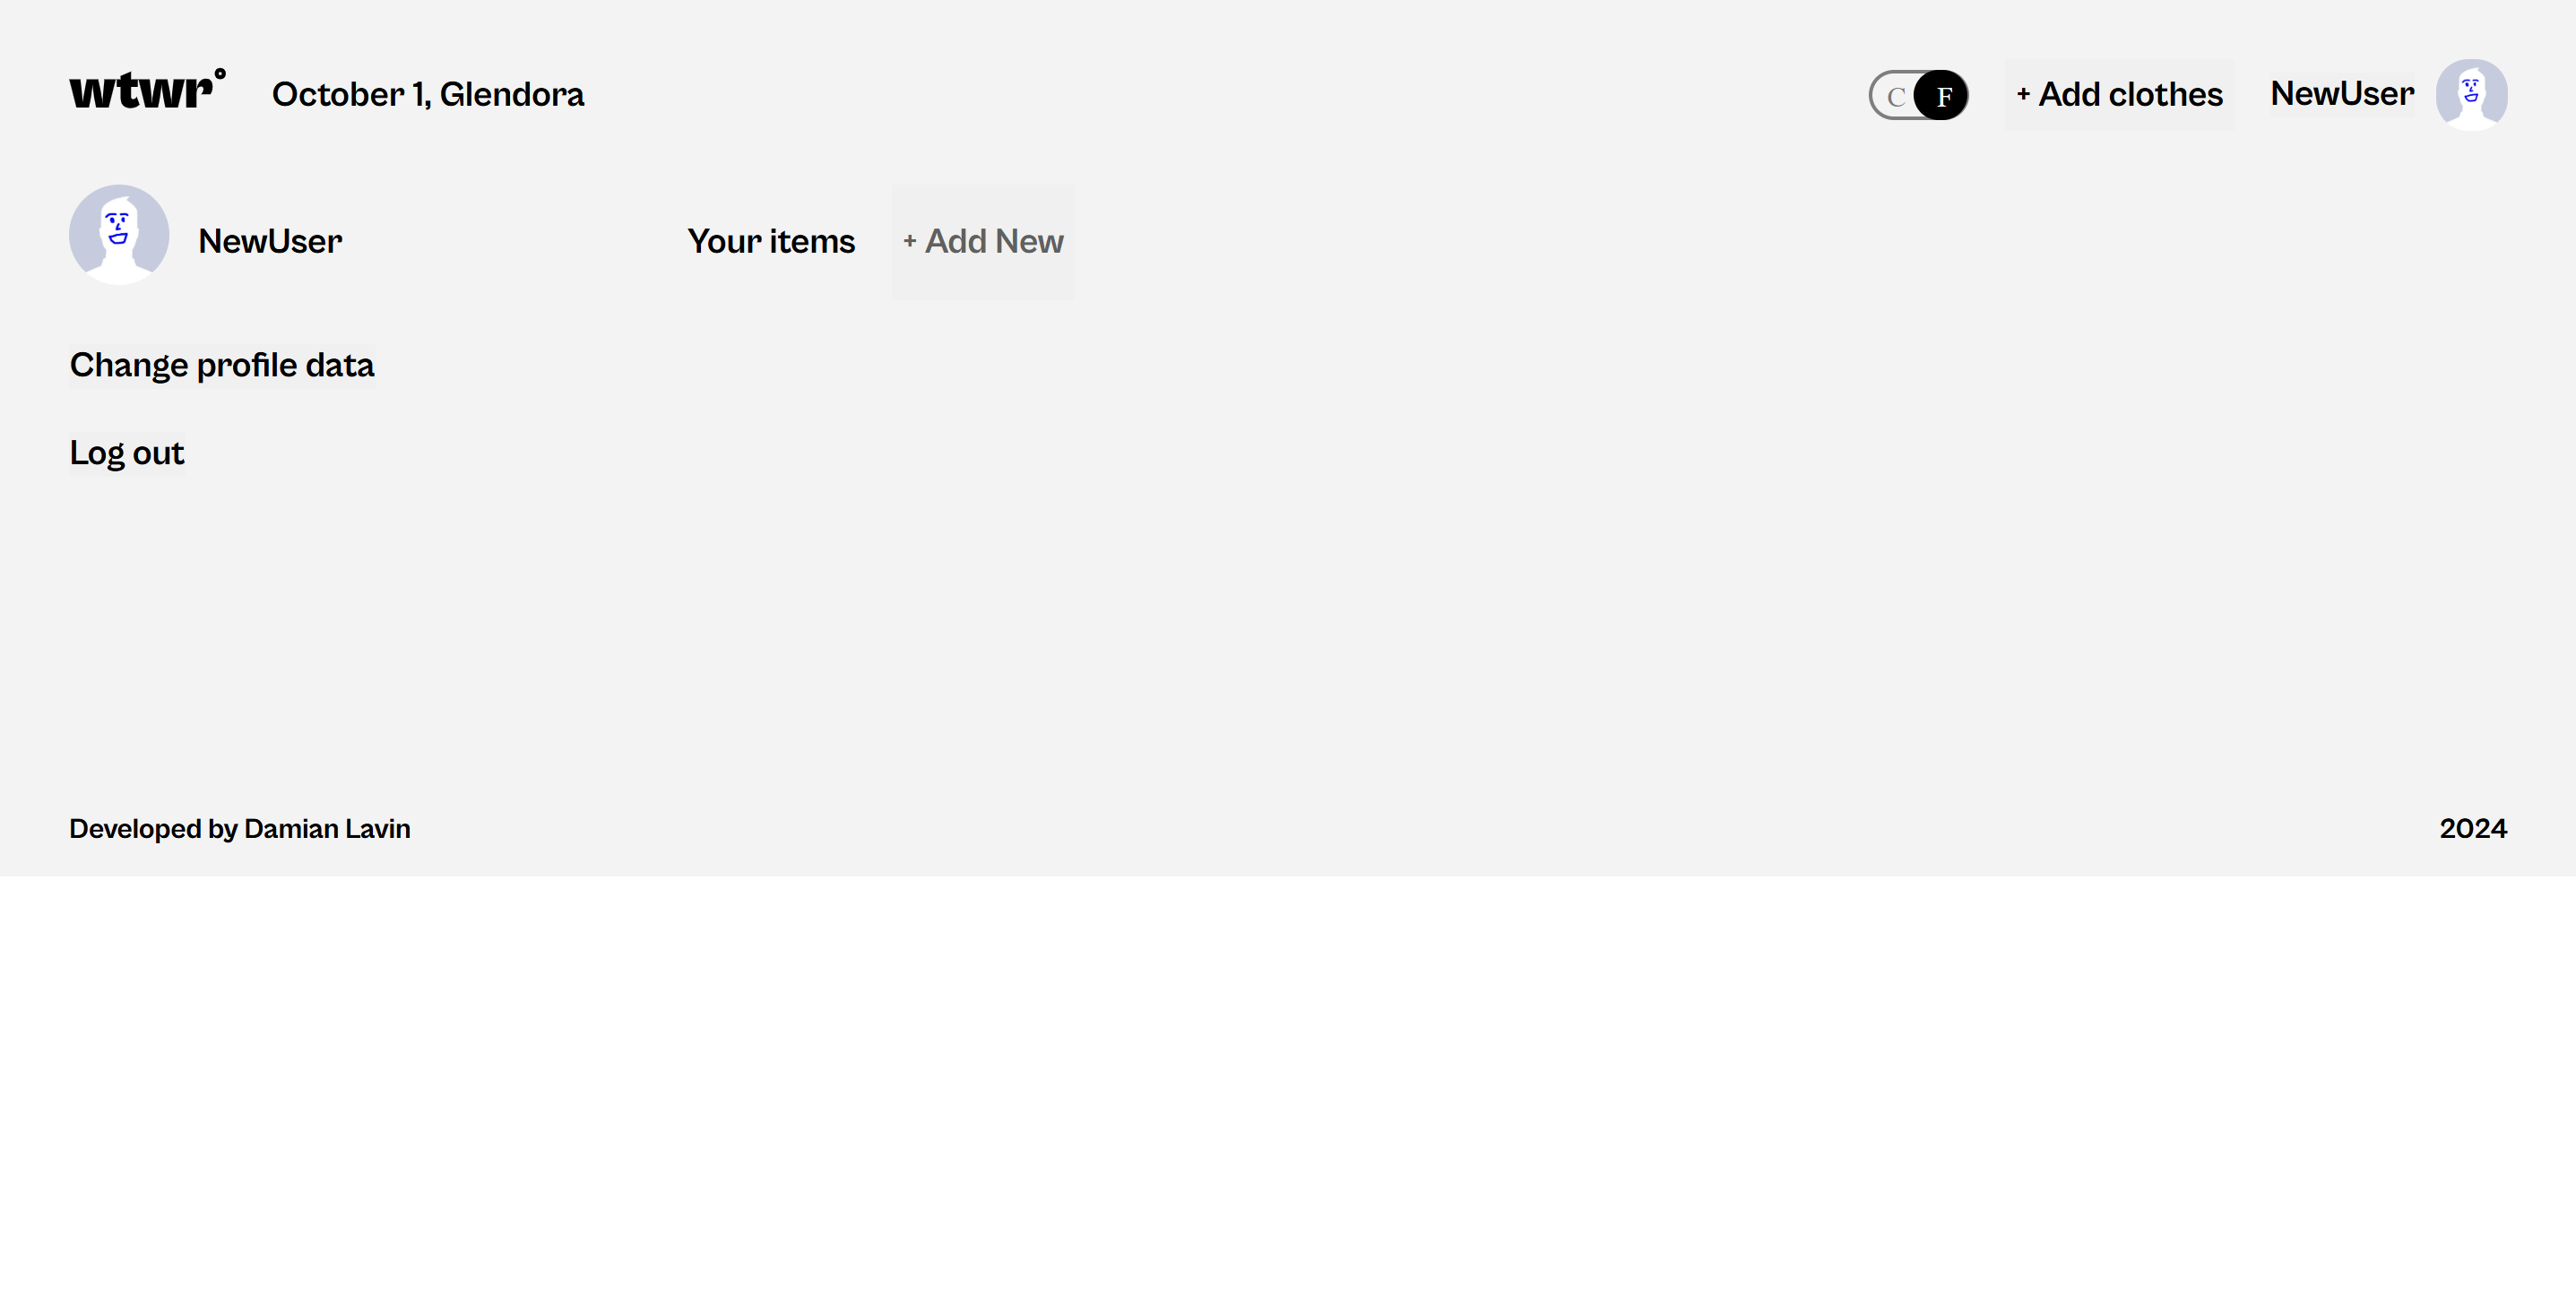 wtwr° October 1, Glendora C F + Add clothes NewUser
NewUser Your items + Add New
Change profile data
Log out
Developed by Damian Lavin 2024